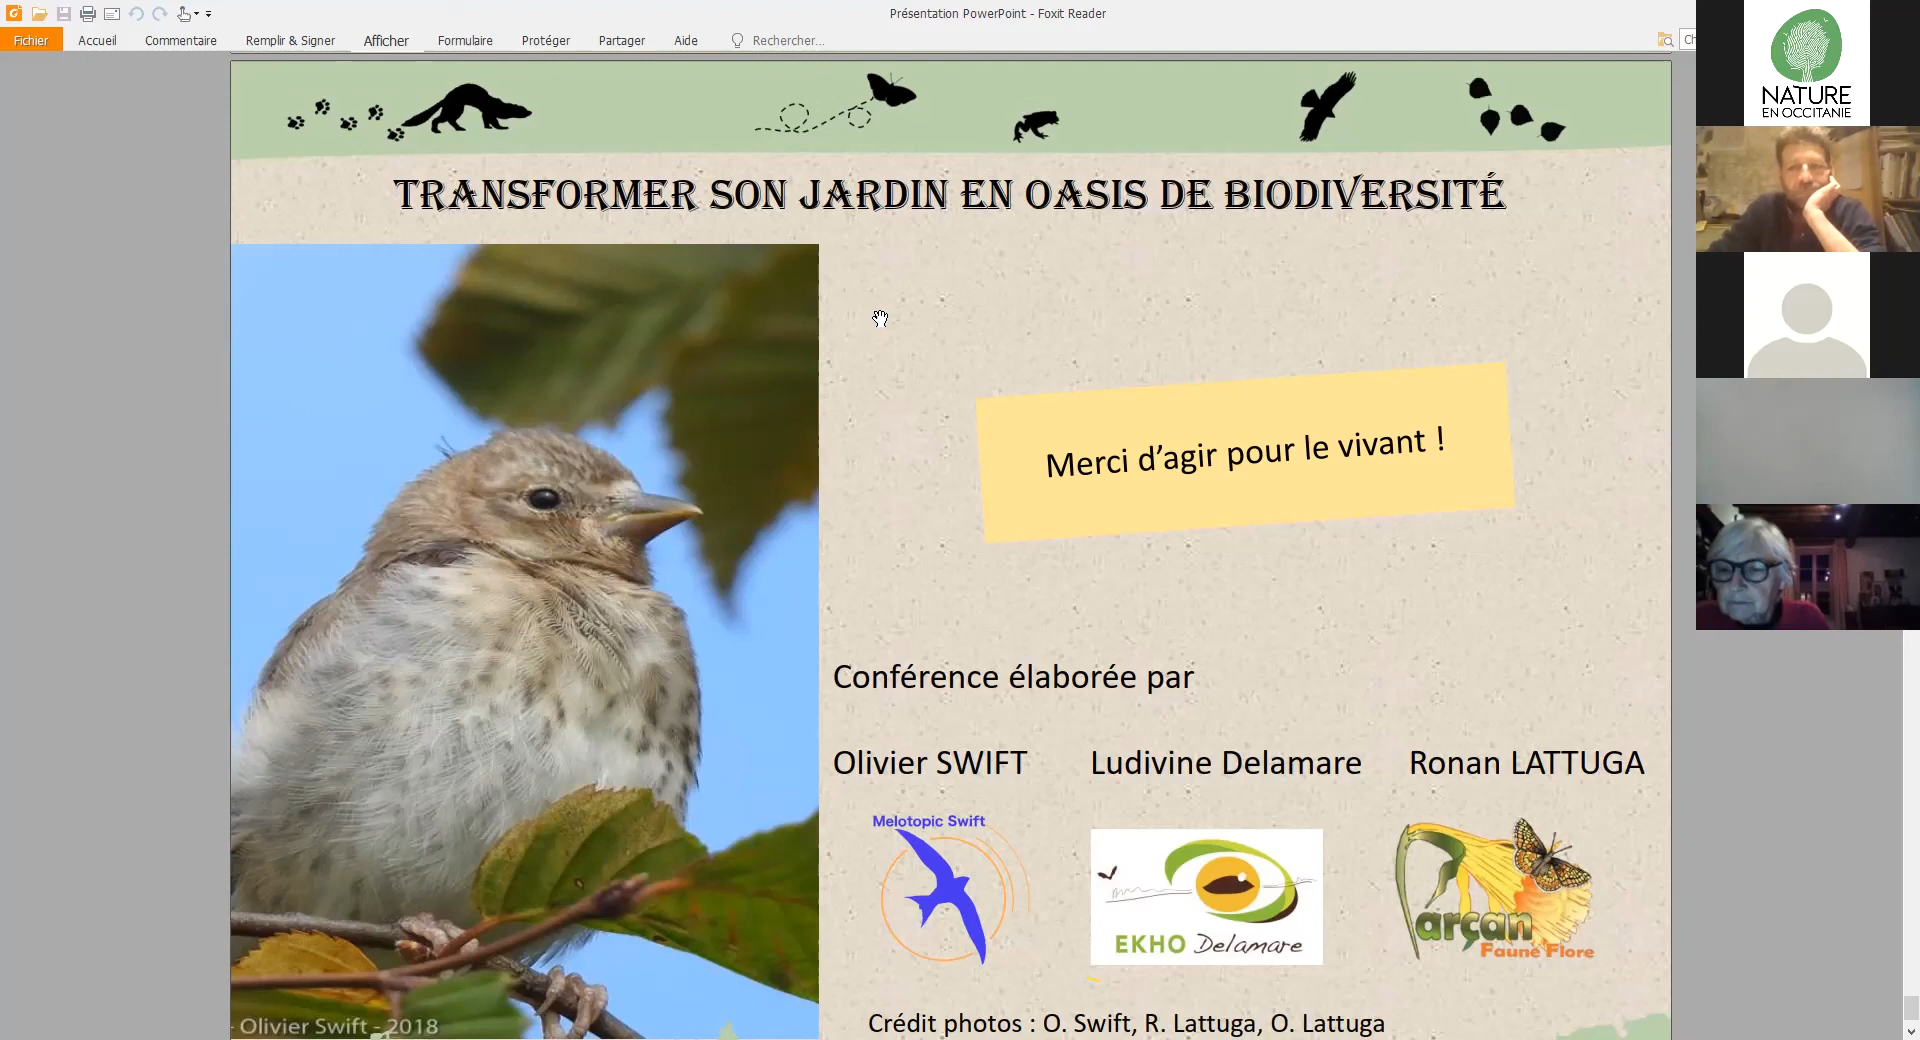 Présentation PowerPoint - Foxit Reader
Fichier Accueil Commentaire Remplir & Signer Afficher Formulaire Protéger Partager Aide Rechercher...
NATURE
EN OCCITANIE
TRANSFORMER SON JARDIN EN OASIS DE BIODIVERSITÉ
Merci d'agir pour le vivant !
Conférence élaborée par
Olivier SWIFT Ludivine Delamare Ronan LATTUGA
Melotopic Swift
EKHO Delamare
arçan
Faune Flore
Crédit photos : O. Swift, R. Lattuga, O. Lattuga
- Olivier Swift - 2018